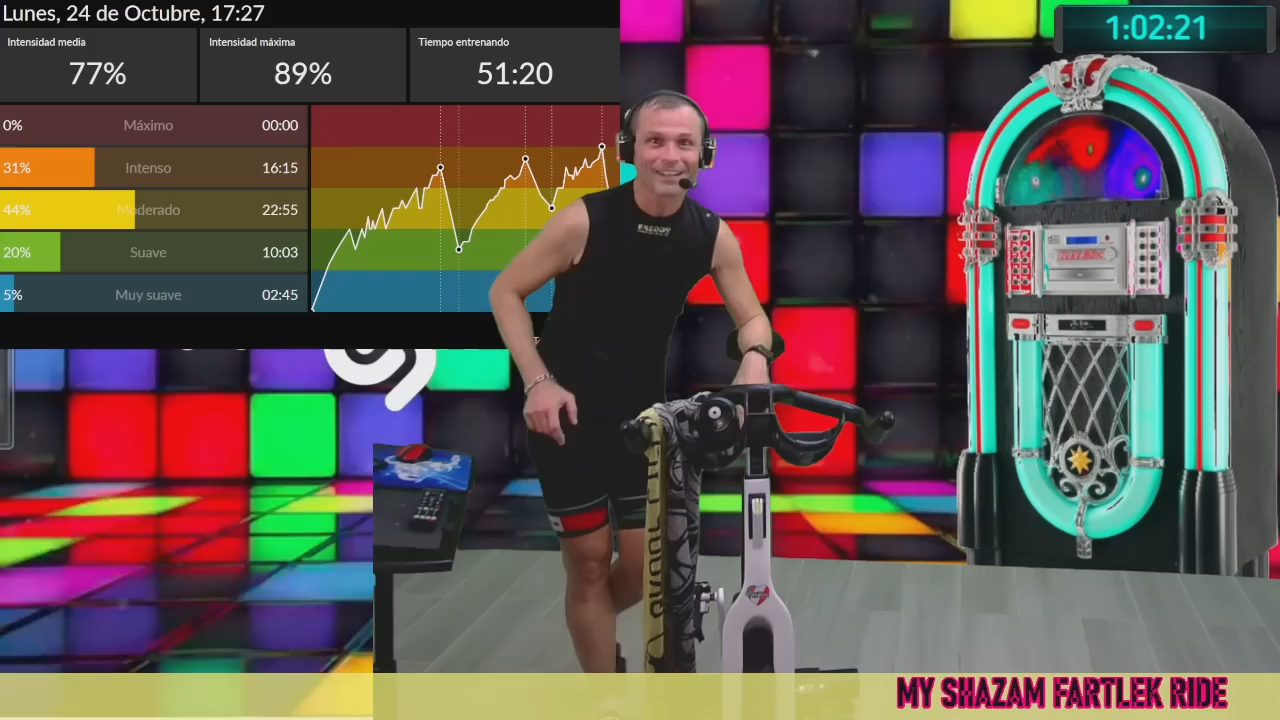 Lunes, 24 de Octubre, 17:27
Intensidad media
77%
Intensidad máxima
89%
Tiempo entrenando
51:20
0% Máximo 00:00
31% Intenso 16:15
44% Moderado 22:55
20% Suave 10:03
5% Muy suave 02:45
1:02:21
FREDDY
MY SHAZAM FARTLEK RIDE